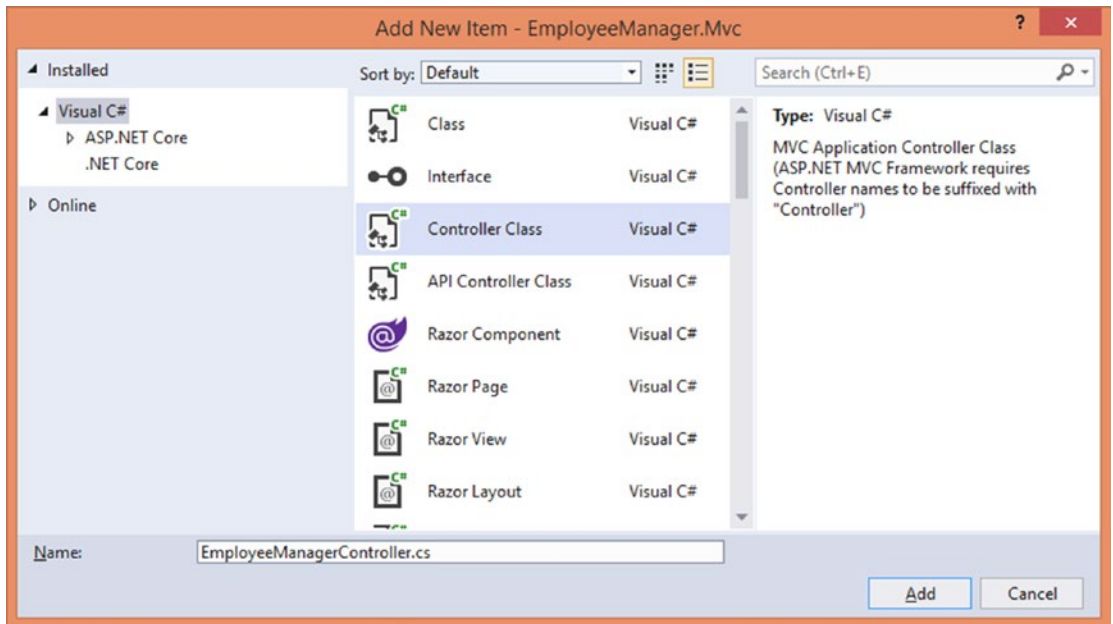 Add New Item - EmployeeManager.Mvc
?
×
Installed
Sort by: Default
Search (Ctrl+E)
Visual C#
ASP.NET Core
.NET Core
Online
C# Class Visual C#
Interface Visual C#
C# Controller Class Visual C#
C# API Controller Class Visual C#
@ Razor Component Visual C#
C# @ Razor Page Visual C#
C# @ Razor View Visual C#
C# @ Razor Layout Visual C#
Type: Visual C#
MVC Application Controller Class
(ASP.NET MVC Framework requires
Controller names to be suffixed with
"Controller")
Name: EmployeeManagerController.cs
Add Cancel